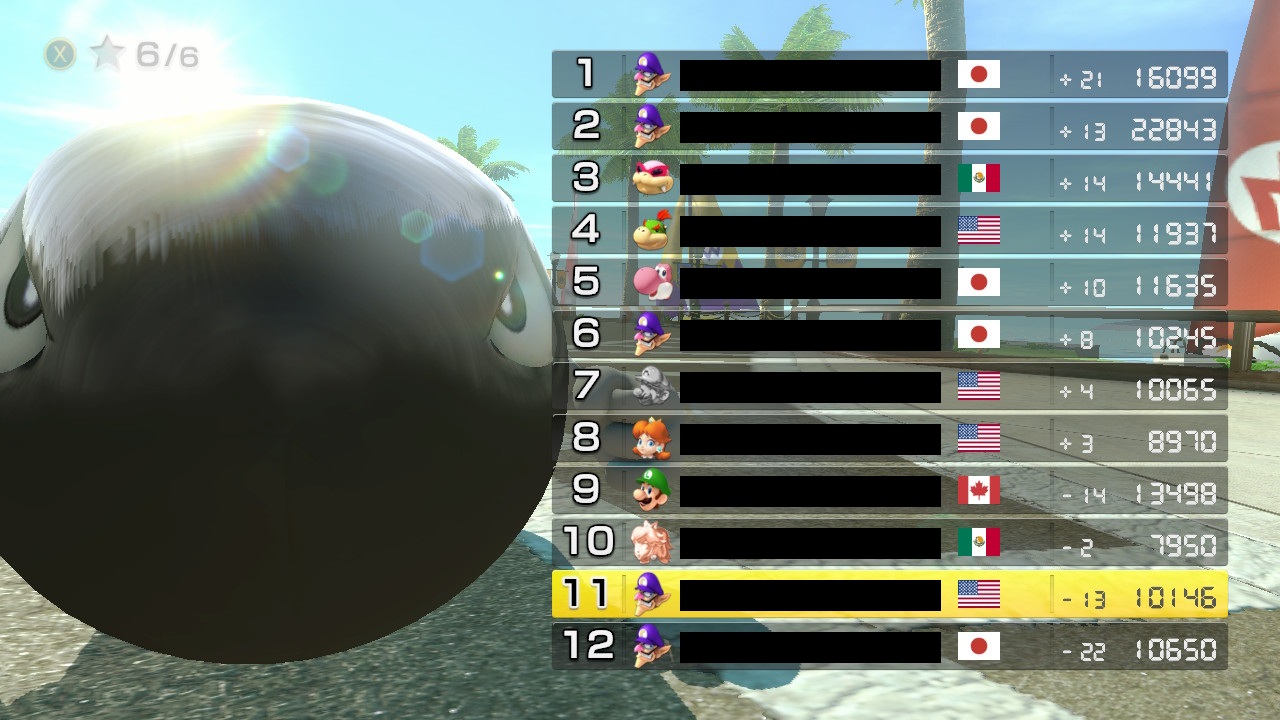 X 6/6
1 + 21 16099
2 + 13 22843
3 + 14 14441
4 + 14 11937
5 + 10 11635
6 + 8 10245
7 + 4 10065
8 + 3 8970
9 - 14 13498
10 - 2 7950
11 - 13 10146
12 - 22 10650